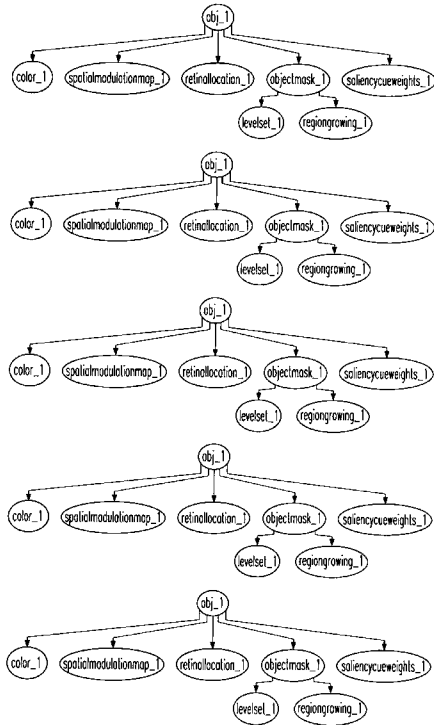 obj_1
color_1 spatialmodulationmap_1 retinallocation_1 objectmask_1 saliencycueweights_1
levelset_1 regiongrowing_1
obj_1
color_1 spatialmodulationmap_1 retinallocation_1 objectmask_1 saliencycueweights_1
levelset_1 regiongrowing_1
obj_1
color_1 spatialmodulationmap_1 retinallocation_1 objectmask_1 saliencycueweights_1
levelset_1 regiongrowing_1
obj_1
color_1 spatialmodulationmap_1 retinallocation_1 objectmask_1 saliencycueweights_1
levelset_1 regiongrowing_1
obj_1
color_1 spatialmodulationmap_1 retinallocation_1 objectmask_1 saliencycueweights_1
levelset_1 regiongrowing_1